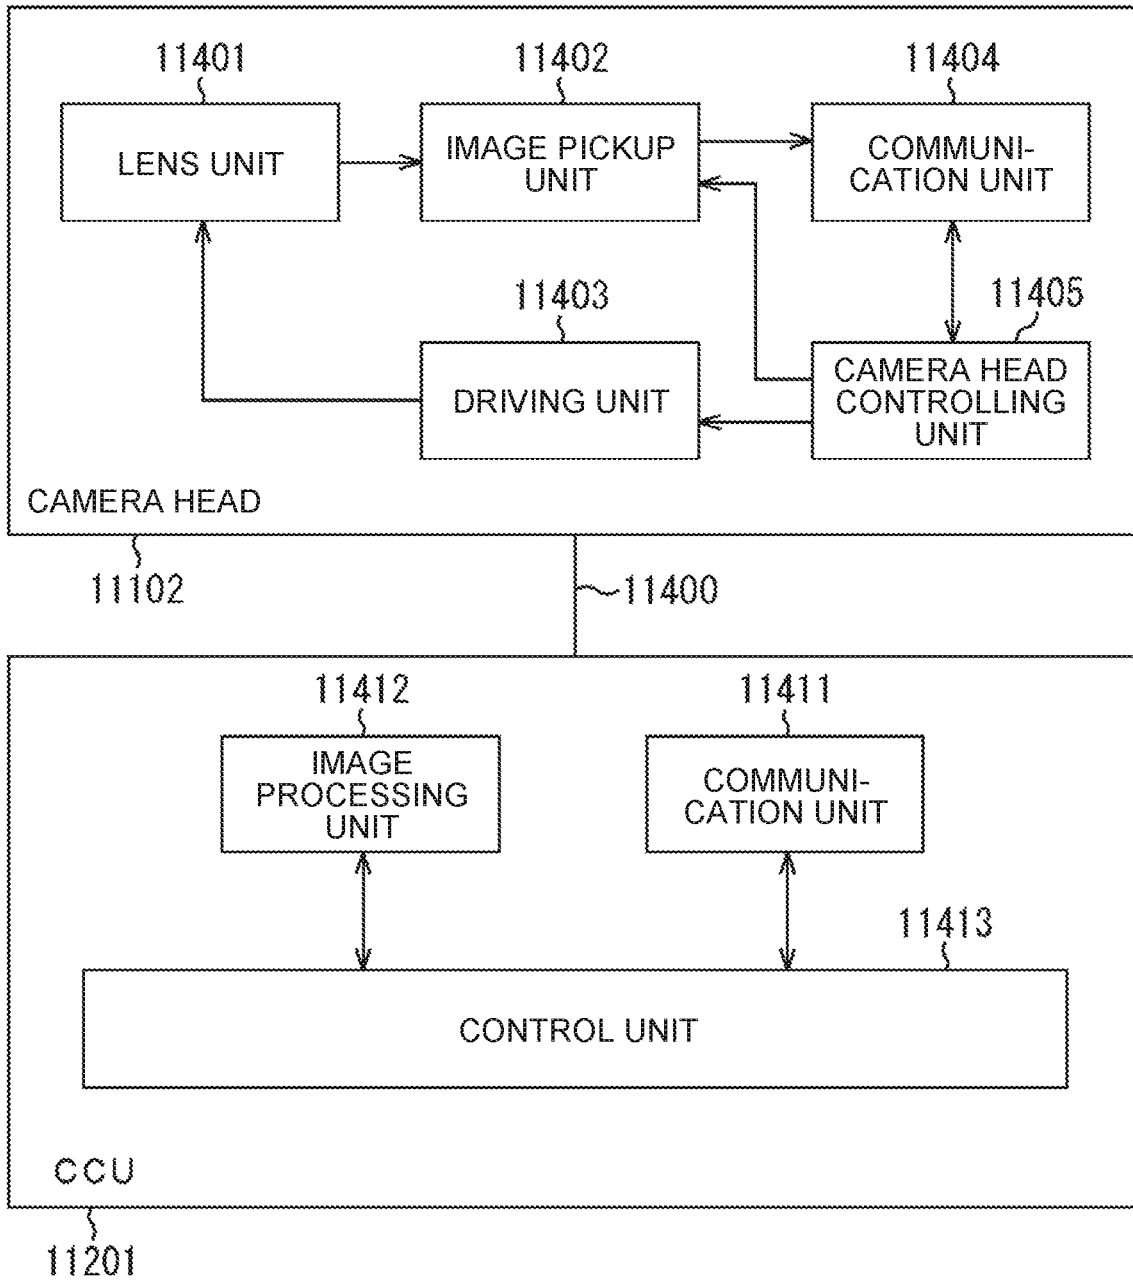 11401
11402
11404
LENS UNIT
IMAGE PICKUP
UNIT
COMMUNI-
CATION UNIT
11403
11405
DRIVING UNIT
CAMERA HEAD
CONTROLLING
UNIT
CAMERA HEAD
11102
11400
11412
11411
IMAGE
PROCESSING
UNIT
COMMUNI-
CATION UNIT
11413
CONTROL UNIT
CCU
11201